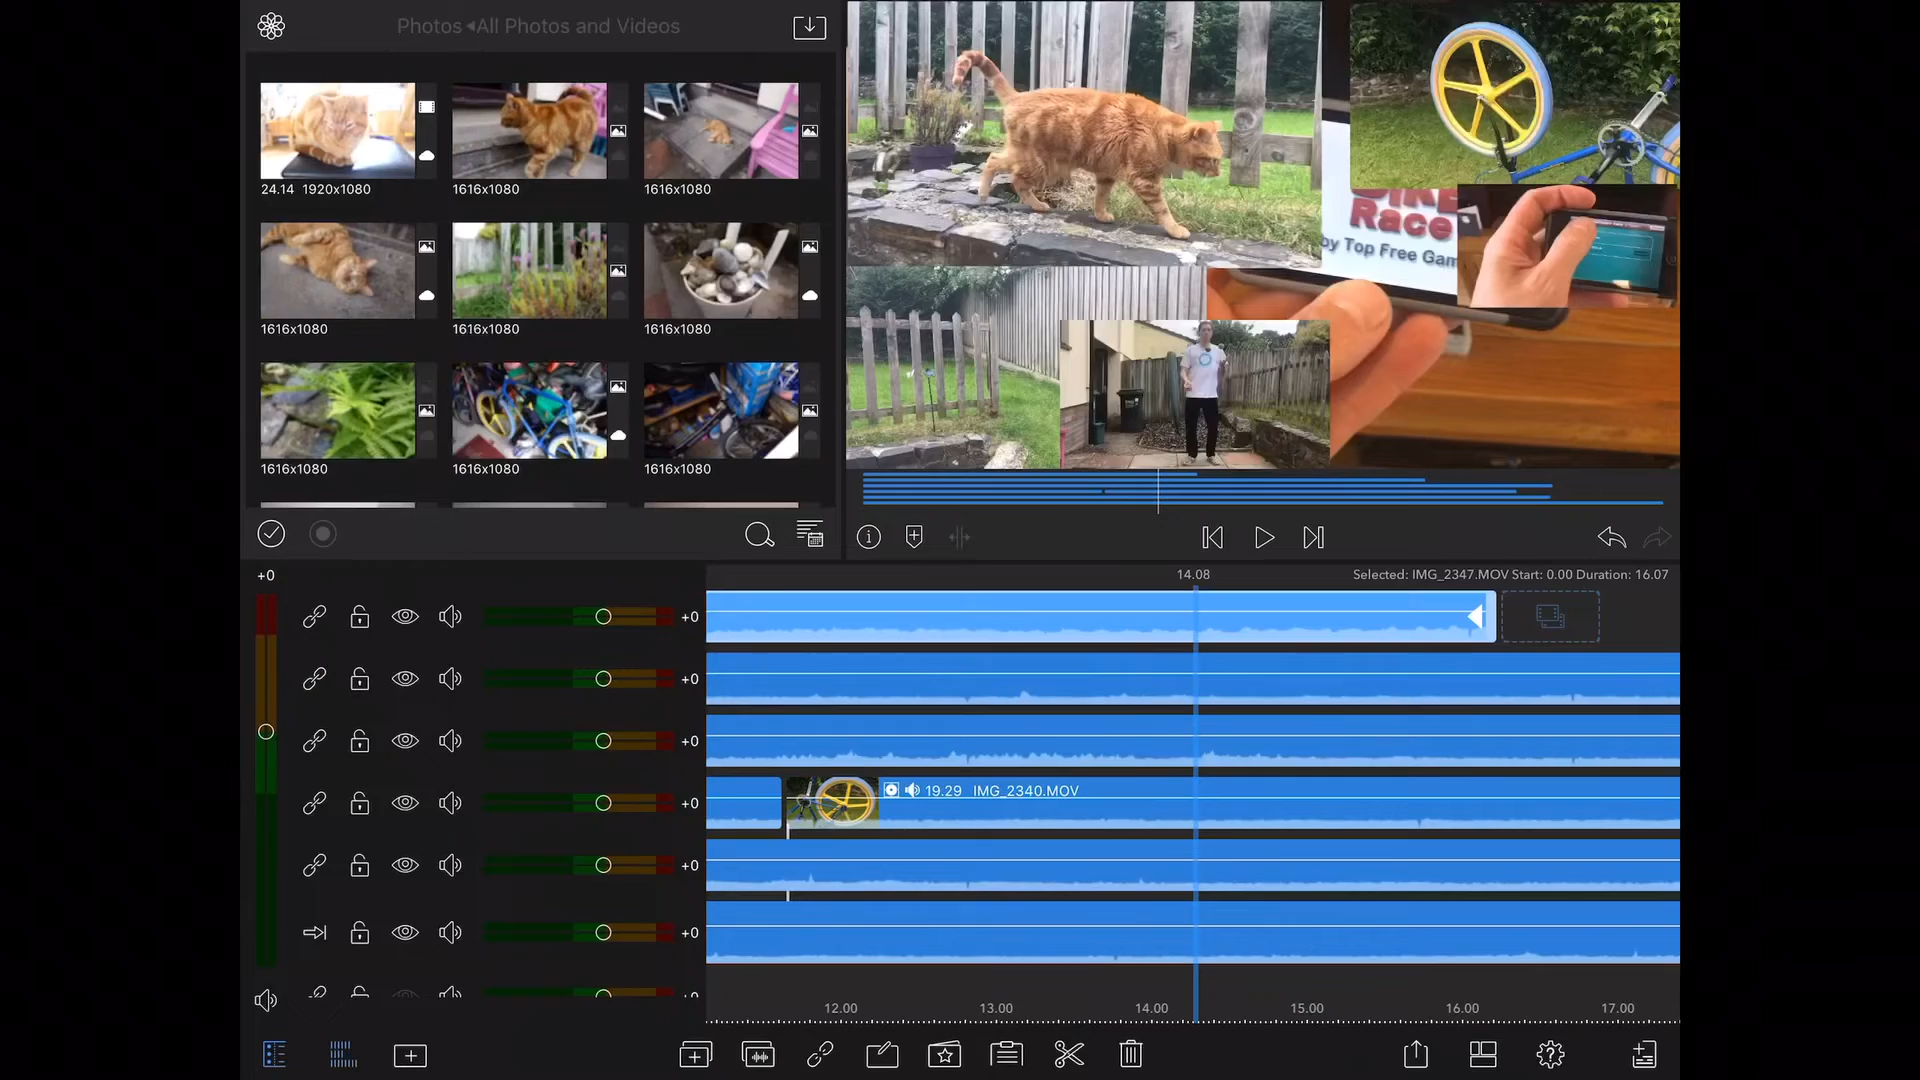 Photos ◂All Photos and Videos
24.14 1920x1080
1616x1080
1616x1080
1616x1080
1616x1080
1616x1080
1616x1080
1616x1080
1616x1080
Race
by Top Free Gam
+0
14.08
Selected: IMG_2347.MOV Start: 0.00 Duration: 16.07
+0
+0
+0
+0
19.29 IMG_2340.MOV
+0
+0
12.00
13.00
14.00
15.00
16.00
17.00